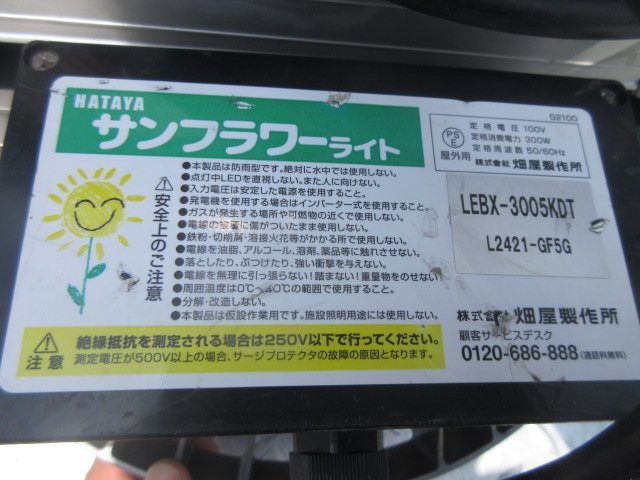 HATAYA
サンフラワーライト
G2100
PS
E
屋外用
定格電圧 100V
定格消費電力 300W
定格周波数 50/60Hz
株式会社 畑屋製作所
LEBX-3005KDT
L2421-GF5G
安全上のご注意
●本製品は防雨型です。絶対に水中では使用しない。
●点灯中LEDを直視しない。また人に向けない。
●入力電圧は安定した電源を使用すること。
●発電機を使用する場合はインバーター式を使用すること。
●ガスが発生する場所や可燃物の近くで使用しない。
●電線の被覆に傷がついたまま使用しない。
●鉄粉・切削屑・溶接火花等がかかる所で使用しない。
●電線を油脂、アルコール、溶剤、薬品等に触れさせない。
●落としたり、ぶつけたり、強い衝撃を与えない。
●電線を無理に引っ張らない!踏まない!重量物をのせない!
●周囲温度は0℃~40℃の範囲で使用すること。
●分解・改造しない。
●本製品は仮設作業用です。施設照明用途には使用しない。
注意
絶縁抵抗を測定される場合は250V以下で行ってください。
測定電圧が500V以上の場合、サージプロテクタの故障の原因となります。
株式会社 畑屋製作所
顧客サービスデスク
0120-686-888(通話料無料)